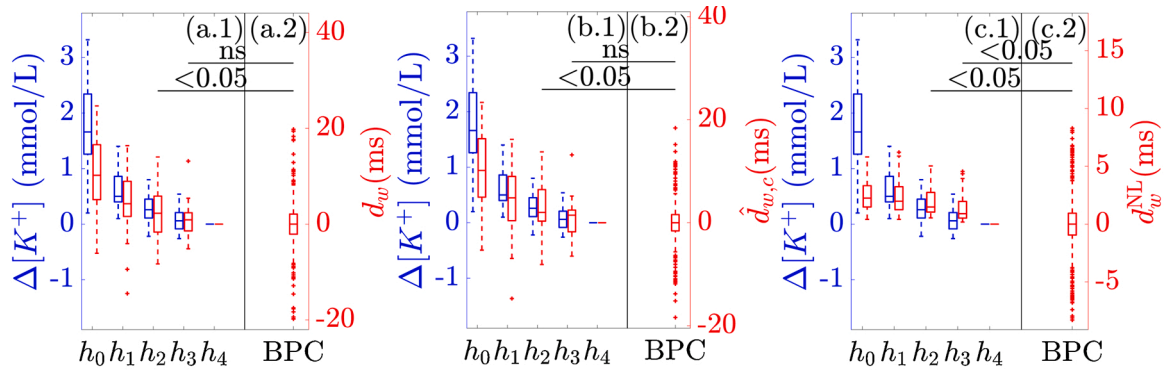 (a.1) (a.2)
ns
<0.05
Δ[K⁺] (mmol/L)
3
2
1
0
-1
40
20
0
-20
d_w(ms)
h₀ h₁ h₂ h₃ h₄ BPC
(b.1) (b.2)
ns
<0.05
Δ[K⁺] (mmol/L)
3
2
1
0
-1
40
20
0
-20
d̂_{w,c}(ms)
h₀ h₁ h₂ h₃ h₄ BPC
(c.1) (c.2)
<0.05
<0.05
Δ[K⁺] (mmol/L)
3
2
1
0
-1
15
10
5
0
-5
d_w^{NL}(ms)
h₀ h₁ h₂ h₃ h₄ BPC